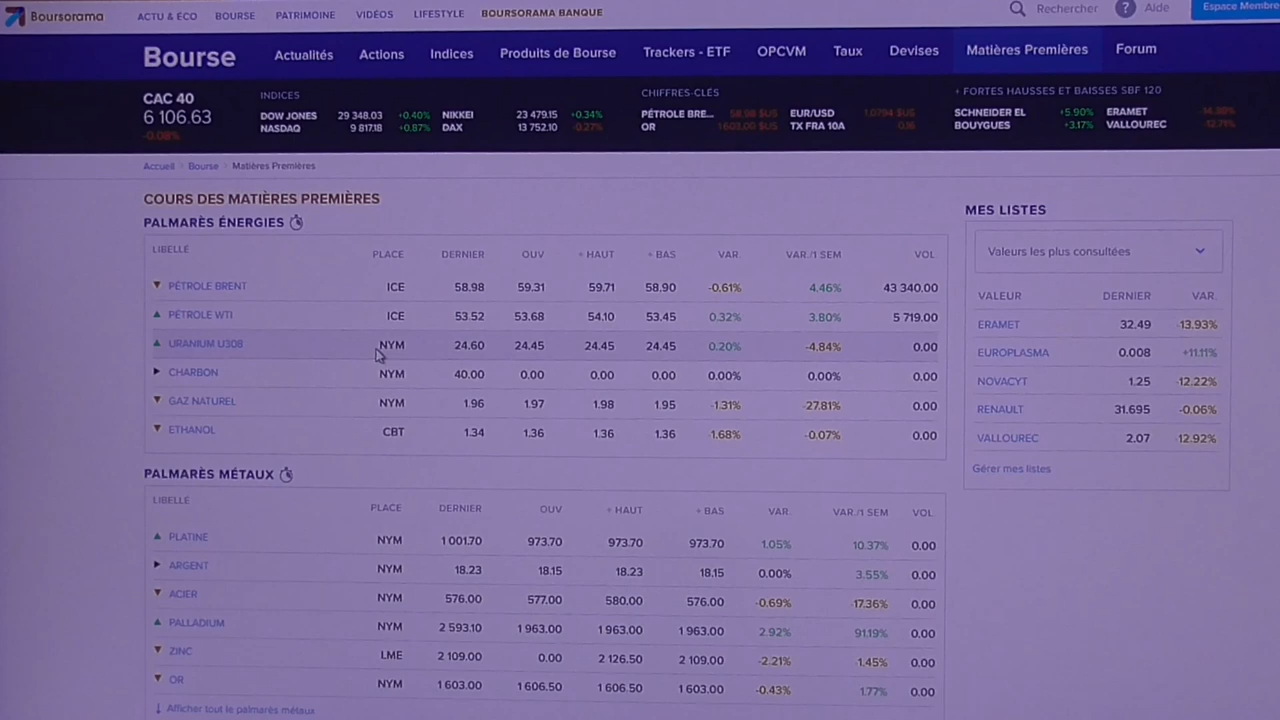 Boursorama ACTU & ÉCO BOURSE PATRIMOINE VIDÉOS LIFESTYLE BOURSORAMA BANQUE Rechercher ? Aide Espace Membre
Bourse Actualités Actions Indices Produits de Bourse Trackers - ETF OPCVM Taux Devises Matières Premières Forum
CAC 40 INDICES CHIFFRES-CLÉS + FORTES HAUSSES ET BAISSES SBF 120
6 106.63 DOW JONES 29 348.03 +0.40% NIKKEI 23 479.15 +0.34% PÉTROLE BRE... 58.98 $US EUR/USD 1.0794 $US SCHNEIDER EL +5.90% ERAMET
-0.08% NASDAQ 9 817.18 +0.87% DAX 13 752.10 -0.27% OR 1 603.00 $US TX FRA 10A BOUYGUES +3.17% VALLOUREC
Accueil > Bourse > Matières Premières
COURS DES MATIÈRES PREMIÈRES
PALMARÈS ÉNERGIES
LIBELLÉ PLACE DERNIER OUV + HAUT + BAS VAR. VAR./1 SEM VOL
PÉTROLE BRENT ICE 58.98 59.31 59.71 58.90 -0.61% 4.46% 43 340.00
PÉTROLE WTI ICE 53.52 53.68 54.10 53.45 0.32% 3.80% 5 719.00
URANIUM U308 NYM 24.60 24.45 24.45 24.45 0.20% -4.84% 0.00
CHARBON NYM 40.00 0.00 0.00 0.00 0.00% 0.00% 0.00
GAZ NATUREL NYM 1.96 1.97 1.98 1.95 -1.31% -27.81% 0.00
ETHANOL CBT 1.34 1.36 1.36 1.36 -1.68% -0.07% 0.00
PALMARÈS MÉTAUX
LIBELLÉ PLACE DERNIER OUV + HAUT + BAS VAR. VAR./1 SEM VOL.
PLATINE NYM 1 001.70 973.70 973.70 973.70 1.05% 10.37% 0.00
ARGENT NYM 18.23 18.15 18.23 18.15 0.00% 3.55% 0.00
ACIER NYM 576.00 577.00 580.00 576.00 -0.69% -17.36% 0.00
PALLADIUM NYM 2 593.10 1 963.00 1 963.00 1 963.00 2.92% 91.19% 0.00
ZINC LME 2 109.00 0.00 2 126.50 2 109.00 -2.21% -1.45% 0.00
OR NYM 1 603.00 1 606.50 1 606.50 1 603.00 -0.43% 1.77% 0.00
Afficher tout le palmarès métaux
MES LISTES
Valeurs les plus consultées
VALEUR DERNIER VAR.
ERAMET 32.49 -13.93%
EUROPLASMA 0.008 +11.11%
NOVACYT 1.25 -12.22%
RENAULT 31.695 -0.06%
VALLOUREC 2.07 -12.92%
Gérer mes listes